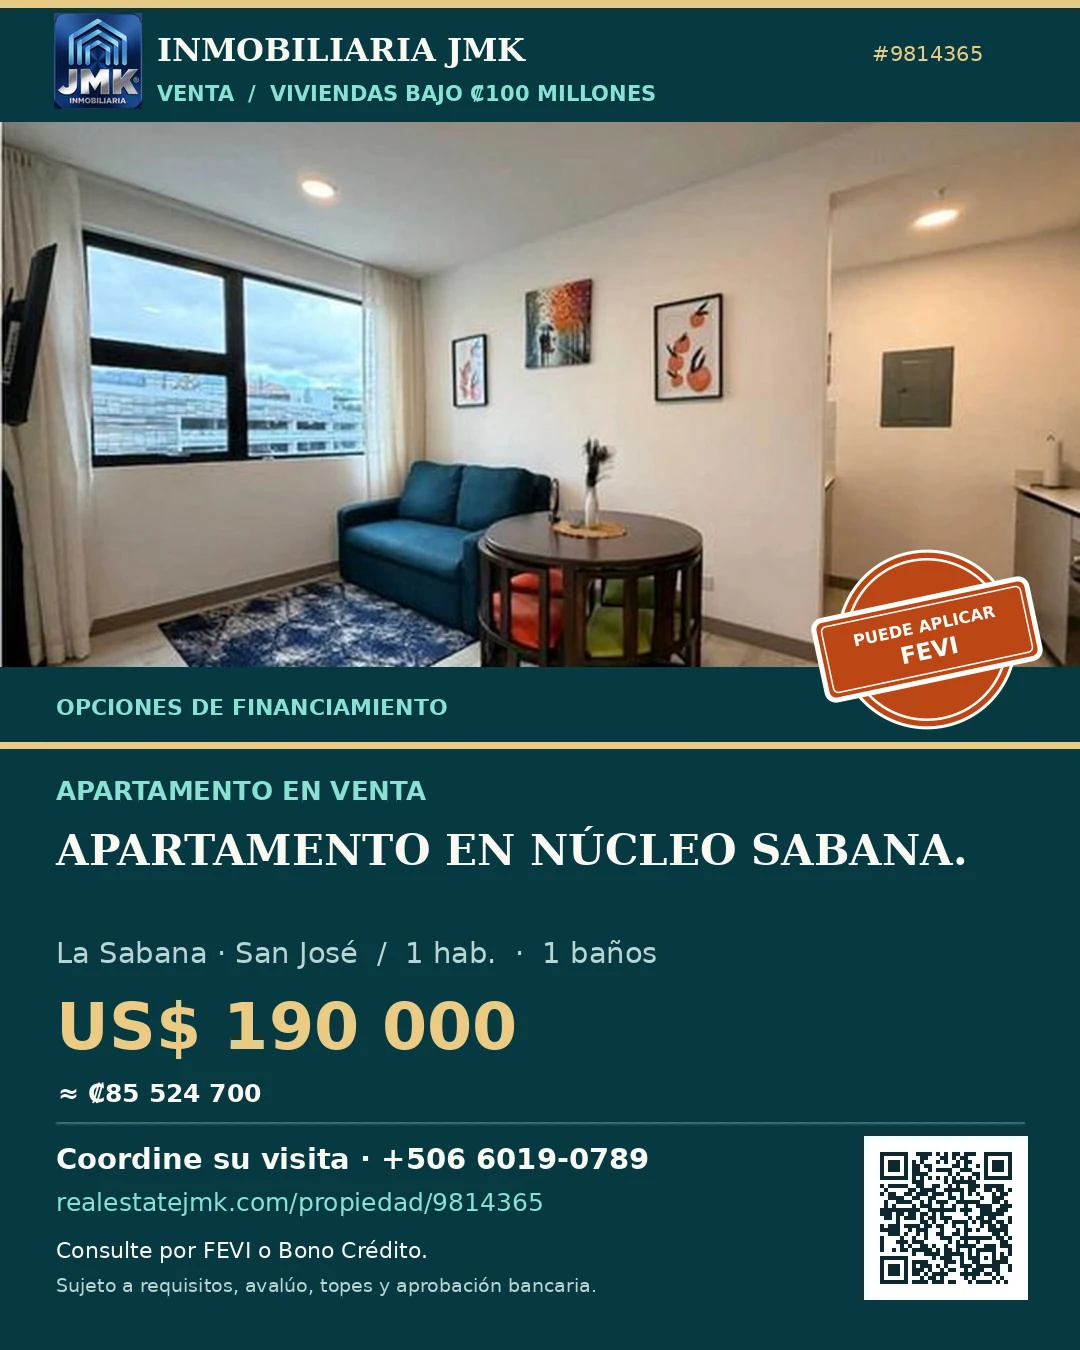 JMK
INMOBILIARIA
INMOBILIARIA JMK
#9814365
VENTA / VIVIENDAS BAJO ₡100 MILLONES
PUEDE APLICAR
FEVI
OPCIONES DE FINANCIAMIENTO
APARTAMENTO EN VENTA
APARTAMENTO EN NÚCLEO SABANA.
La Sabana · San José / 1 hab. · 1 baños
US$ 190 000
≈ ₡85 524 700
Coordine su visita · +506 6019-0789
realestatejmk.com/propiedad/9814365
Consulte por FEVI o Bono Crédito.
Sujeto a requisitos, avalúo, topes y aprobación bancaria.